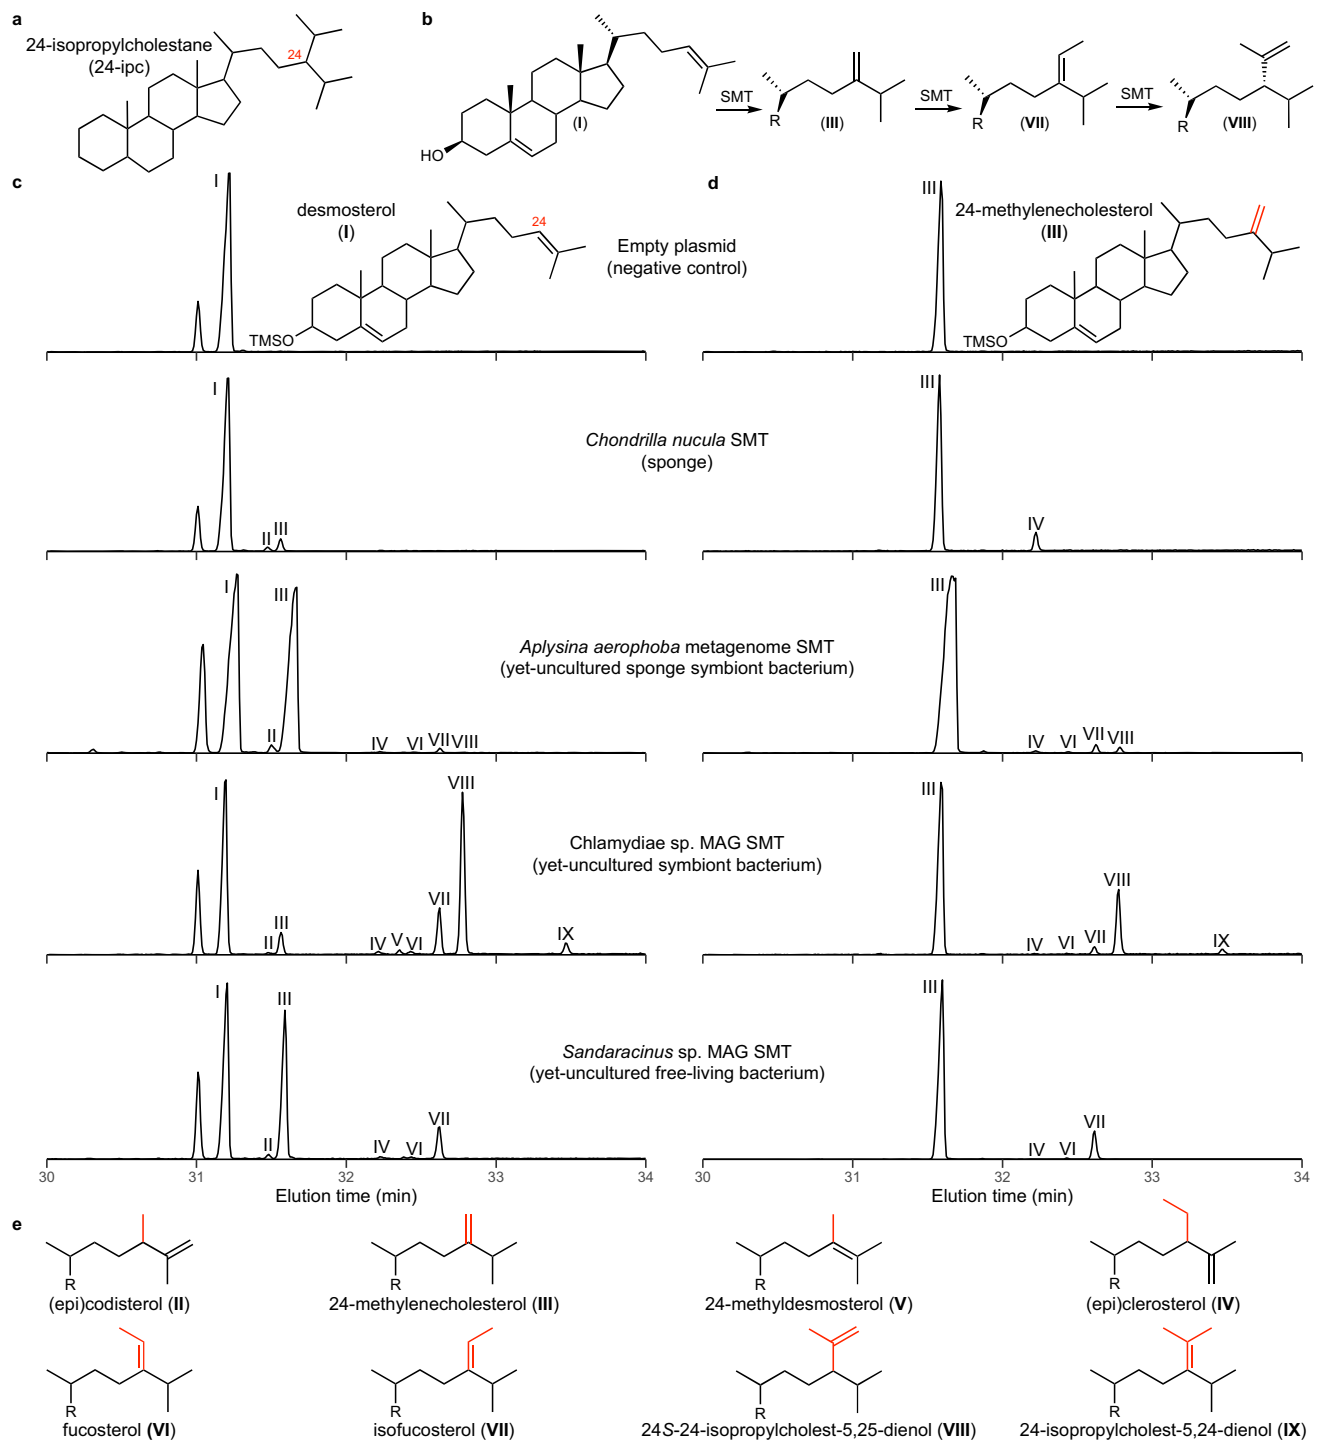 a
24-isopropylcholestane
(24-ipc)
24
b
HO
(I)
SMT
R
(III)
SMT
R
(VII)
SMT
R
(VIII)
c
I
desmosterol
(I)
24
TMSO
Empty plasmid
(negative control)
d
III
24-methylenecholesterol
(III)
TMSO
I
II
III
Chondrilla nucula SMT
(sponge)
III
IV
I
II
III
IV
VI
VII
VIII
Aplysina aerophoba metagenome SMT
(yet-uncultured sponge symbiont bacterium)
III
IV
VI
VII
VIII
I
II
III
IV
V
VI
VII
VIII
IX
Chlamydiae sp. MAG SMT
(yet-uncultured symbiont bacterium)
III
IV
VI
VII
VIII
IX
I
II
III
IV
VI
VII
Sandaracinus sp. MAG SMT
(yet-uncultured free-living bacterium)
III
IV
VI
VII
30 31 32 33 34
Elution time (min)
30 31 32 33 34
Elution time (min)
e
R
(epi)codisterol (II)
R
24-methylenecholesterol (III)
R
24-methyldesmosterol (V)
R
(epi)clerosterol (IV)
R
fucosterol (VI)
R
isofucosterol (VII)
R
24S-24-isopropylcholest-5,25-dienol (VIII)
R
24-isopropylcholest-5,24-dienol (IX)